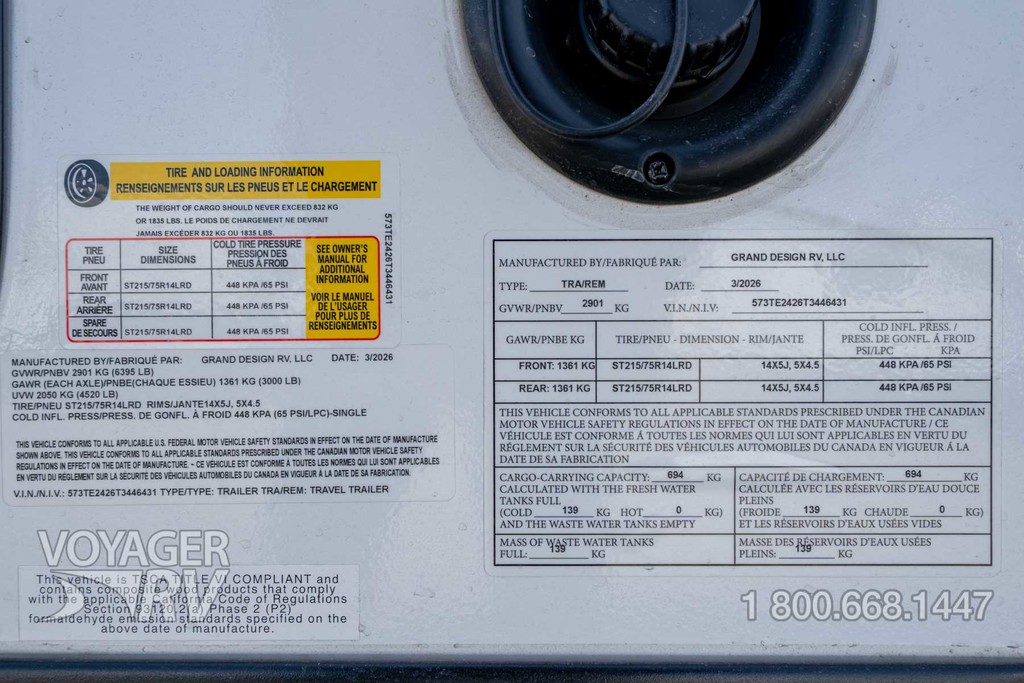 TIRE AND LOADING INFORMATION
RENSEIGNEMENTS SUR LES PNEUS ET LE CHARGEMENT
THE WEIGHT OF CARGO SHOULD NEVER EXCEED 832 KG
OR 1835 LBS. LE POIDS DE CHARGEMENT NE DEVRAIT
JAMAIS EXCÉDER 832 KG OU 1835 LBS.
TIRE PNEU SIZE DIMENSIONS COLD TIRE PRESSURE PRESSION DES PNEUS À FROID
FRONT AVANT ST215/75R14LRD 448 KPA /65 PSI
REAR ARRIÈRE ST215/75R14LRD 448 KPA /65 PSI
SPARE DE SECOURS ST215/75R14LRD 448 KPA /65 PSI
SEE OWNER'S
MANUAL FOR
ADDITIONAL
INFORMATION
VOIR LE MANUEL
DE L'USAGER
POUR PLUS DE
RENSEIGNEMENTS
573TE2426T3446431
MANUFACTURED BY/FABRIQUÉ PAR: GRAND DESIGN RV, LLC DATE: 3/2026
GVWR/PNBV 2901 KG (6395 LB)
GAWR (EACH AXLE)/PNBE(CHAQUE ESSIEU) 1361 KG (3000 LB)
UVW 2050 KG (4520 LB)
TIRE/PNEU ST215/75R14LRD RIMS/JANTE14X5J, 5X4.5
COLD INFL. PRESS/PRESS. DE GONFL. À FROID 448 KPA (65 PSI/LPC)-SINGLE
THIS VEHICLE CONFORMS TO ALL APPLICABLE U.S. FEDERAL MOTOR VEHICLE SAFETY STANDARDS IN EFFECT ON THE DATE OF MANUFACTURE
SHOWN ABOVE. THIS VEHICLE CONFORMS TO ALL APPLICABLE STANDARDS PRESCRIBED UNDER THE CANADIAN MOTOR VEHICLE SAFETY
REGULATIONS IN EFFECT ON THE DATE OF MANUFACTURE. ~ CE VÉHICULE EST CONFORME À TOUTES LES NORMES QUI LUI SONT APPLICABLES
EN VERTU DU RÉGLEMENT SUR LA SÉCURITÉ DES VÉHICULES AUTOMOBILES DU CANADA EN VIGUEUR À LA DATE DE SA FABRICATION.
V.I.N./N.I.V.: 573TE2426T3446431 TYPE/TYPE: TRAILER TRA/REM: TRAVEL TRAILER
MANUFACTURED BY/FABRIQUÉ PAR: GRAND DESIGN RV, LLC
TYPE: TRA/REM DATE: 3/2026
GVWR/PNBV 2901 KG V.I.N./N.I.V: 573TE2426T3446431
GAWR/PNBE KG TIRE/PNEU - DIMENSION - RIM/JANTE COLD INFL. PRESS. / PRESS. DE GONFL. À FROID PSI/LPC KPA
FRONT: 1361 KG ST215/75R14LRD 14X5J, 5X4.5 448 KPA /65 PSI
REAR: 1361 KG ST215/75R14LRD 14X5J, 5X4.5 448 KPA /65 PSI
THIS VEHICLE CONFORMS TO ALL APPLICABLE STANDARDS PRESCRIBED UNDER THE CANADIAN
MOTOR VEHICLE SAFETY REGULATIONS IN EFFECT ON THE DATE OF MANUFACTURE / CE
VÉHICULE EST CONFORME À TOUTES LES NORMES QUI LUI SONT APPLICABLES EN VERTU DU
RÉGLEMENT SUR LA SÉCURITÉ DES VÉHICULES AUTOMOBILES DU CANADA EN VIGUEUR À LA
DATE DE SA FABRICATION
CARGO-CARRYING CAPACITY: 694 KG
CALCULATED WITH THE FRESH WATER
TANKS FULL
(COLD 139 KG HOT 0 KG)
AND THE WASTE WATER TANKS EMPTY
CAPACITÉ DE CHARGEMENT: 694 KG
CALCULÉE AVEC LES RÉSERVOIRS D'EAU DOUCE
PLEINS
(FROIDE 139 KG CHAUDE 0 KG)
ET LES RÉSERVOIRS D'EAUX USÉES VIDES
MASS OF WASTE WATER TANKS
FULL: 139 KG
MASSE DES RÉSERVOIRS D'EAUX USÉES
PLEINS: 139 KG
VOYAGER
RV
This vehicle is TSCA TITLE VI COMPLIANT and
contains composite wood products that comply
with the applicable California Code of Regulations
Section 93120.2(a) Phase 2 (P2)
formaldehyde emission standards specified on the
above date of manufacture.
1 800.668.1447